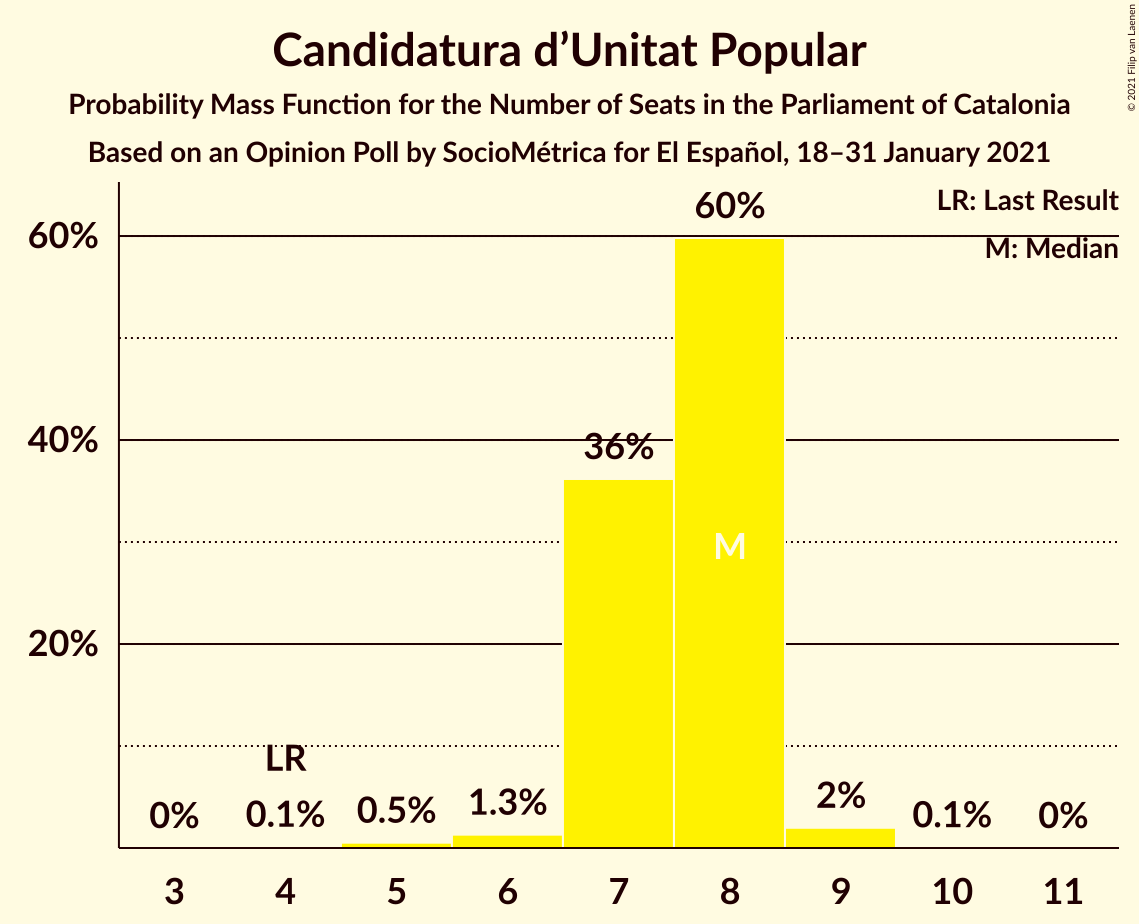 Candidatura d’Unitat Popular
Probability Mass Function for the Number of Seats in the Parliament of Catalonia
Based on an Opinion Poll by SocioMétrica for El Español, 18–31 January 2021
© 2021 Filip van Laenen
LR: Last Result
M: Median
60%
40%
20%
0%
LR
0.1%
0.5%
1.3%
36%
60%
M
2%
0.1%
0%
3 4 5 6 7 8 9 10 11